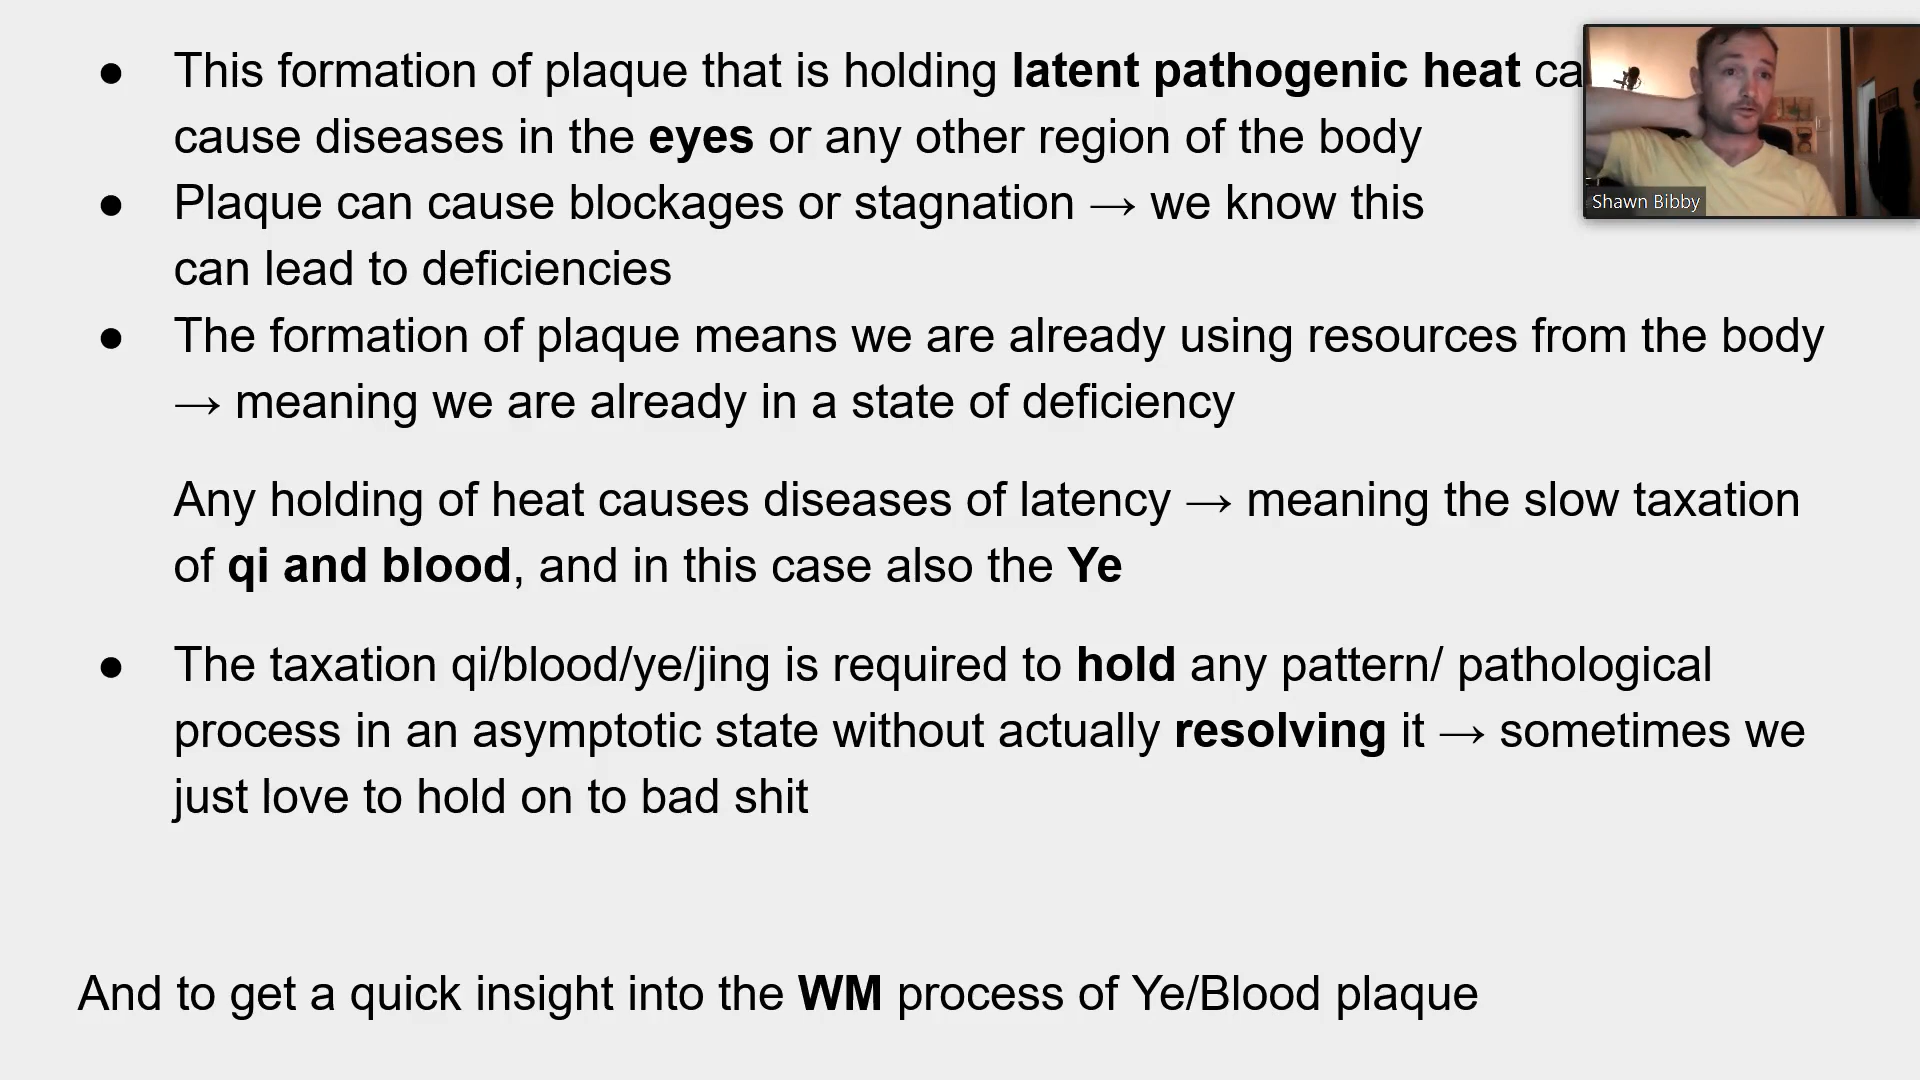 ● This formation of plaque that is holding latent pathogenic heat
cause diseases in the eyes or any other region of the body
● Plaque can cause blockages or stagnation → we know this
can lead to deficiencies
● The formation of plaque means we are already using resources from the body
→ meaning we are already in a state of deficiency
Any holding of heat causes diseases of latency → meaning the slow taxation
of qi and blood, and in this case also the Ye
● The taxation qi/blood/ye/jing is required to hold any pattern/ pathological
process in an asymptotic state without actually resolving it → sometimes we
just love to hold on to bad shit
And to get a quick insight into the WM process of Ye/Blood plaque
Shawn Bibby